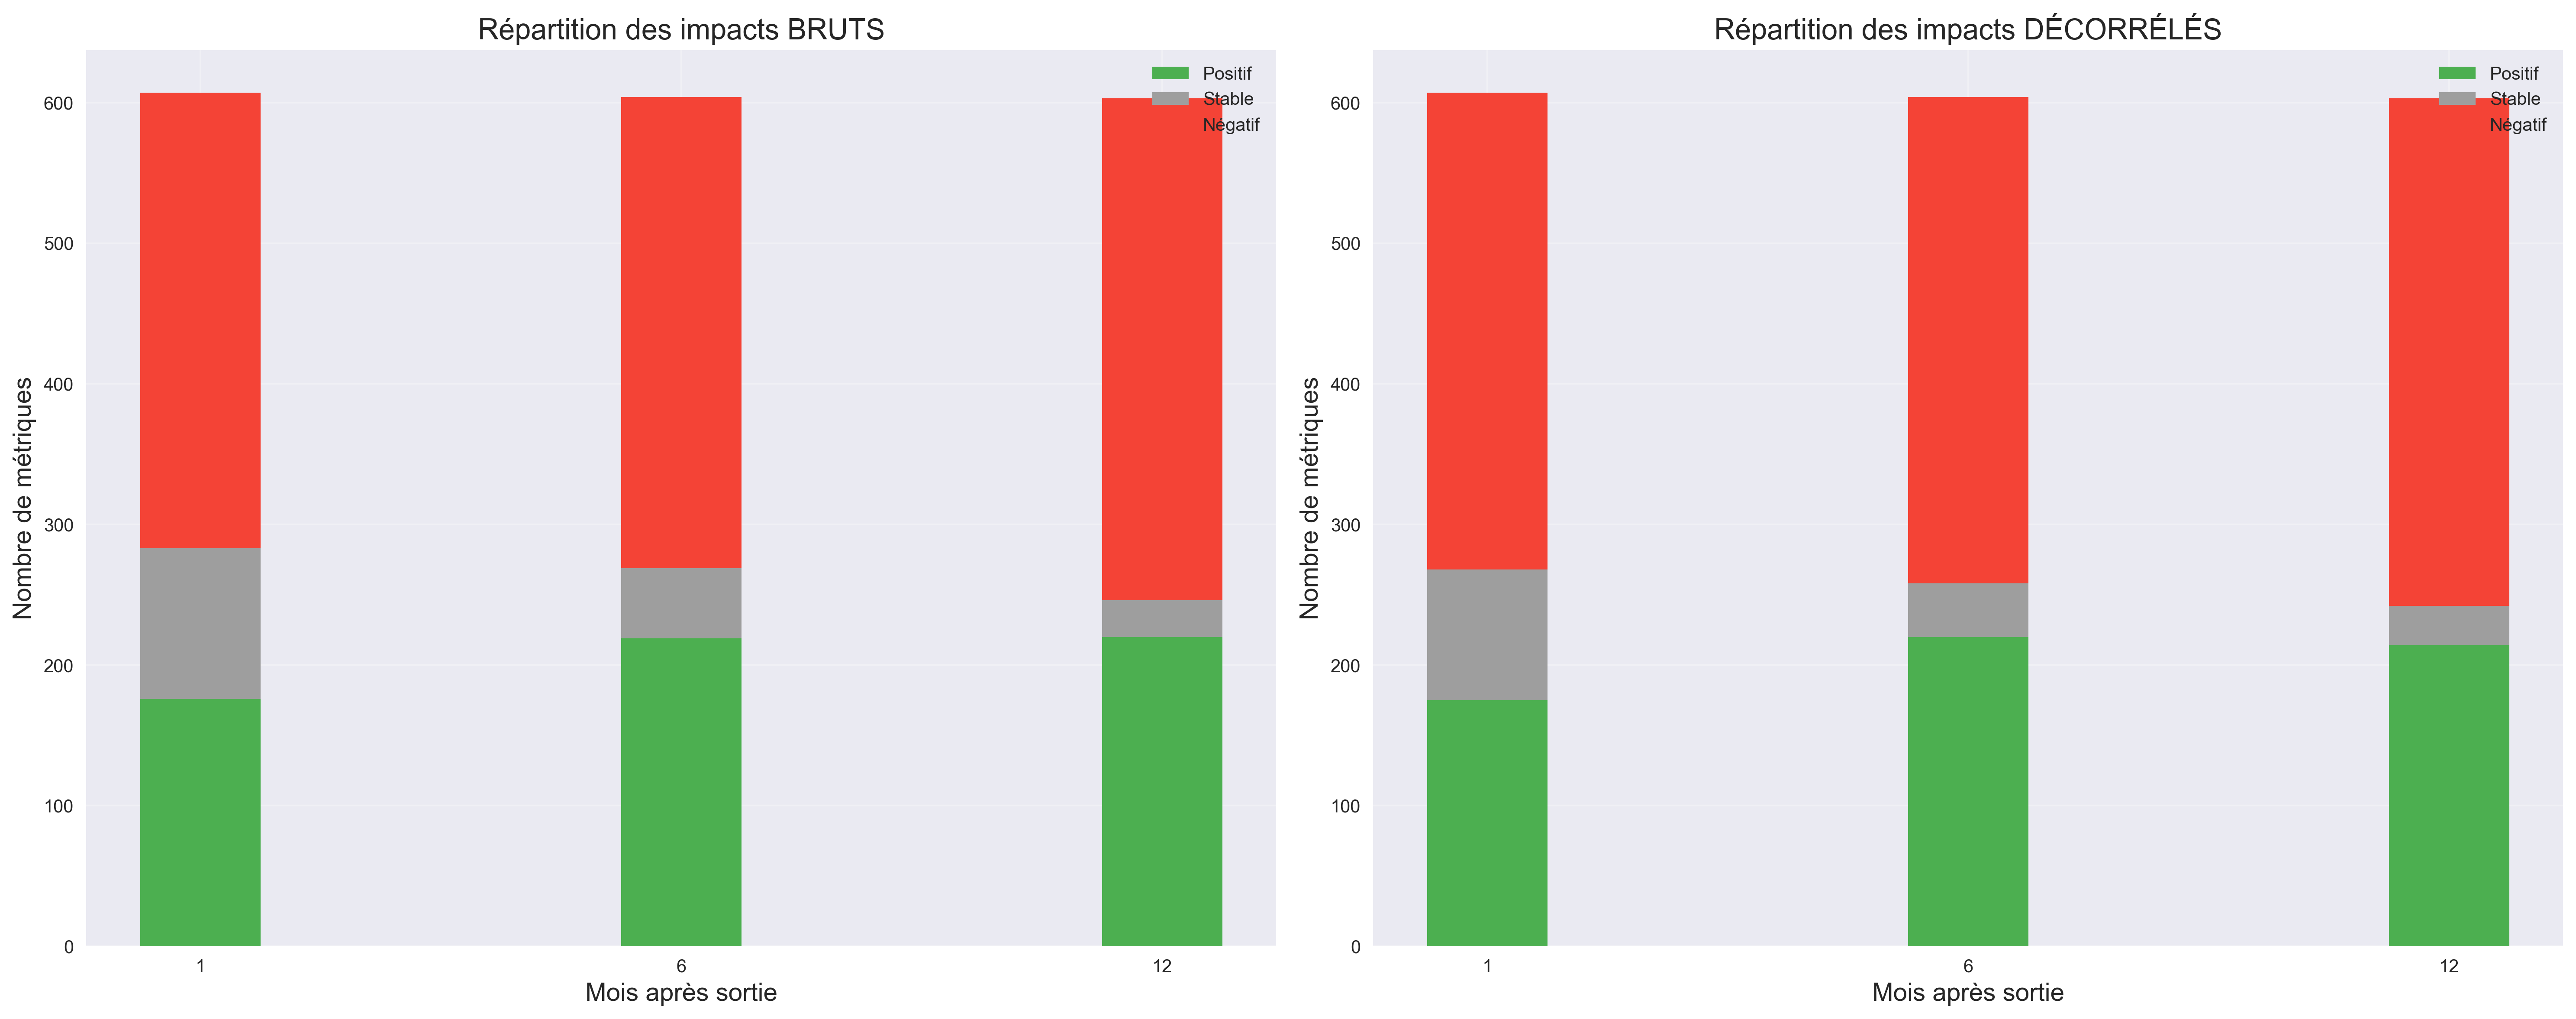 Répartition des impacts BRUTS
Positif
Stable
Négatif
600
500
400
300
200
100
0
Nombre de métriques
1
6
12
Mois après sortie
Répartition des impacts DÉCORRÉLÉS
Positif
Stable
Négatif
600
500
400
300
200
100
0
Nombre de métriques
1
6
12
Mois après sortie